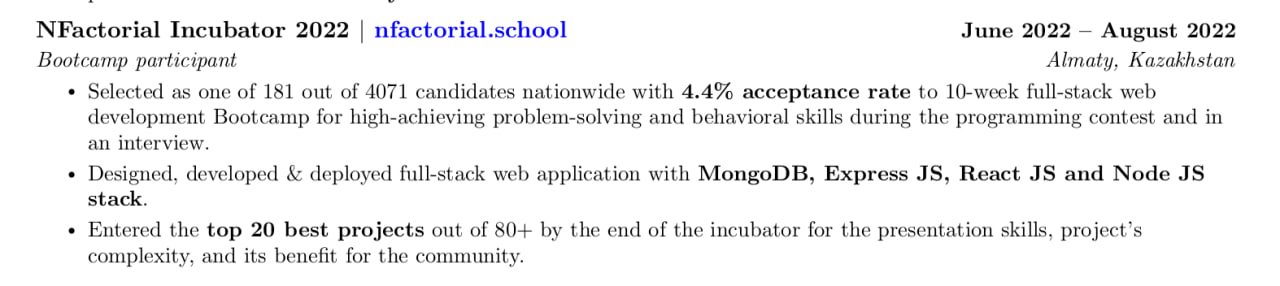 NFactorial Incubator 2022 | nfactorial.school June 2022 – August 2022
Bootcamp participant Almaty, Kazakhstan
• Selected as one of 181 out of 4071 candidates nationwide with 4.4% acceptance rate to 10-week full-stack web
development Bootcamp for high-achieving problem-solving and behavioral skills during the programming contest and in
an interview.
• Designed, developed & deployed full-stack web application with MongoDB, Express JS, React JS and Node JS
stack.
• Entered the top 20 best projects out of 80+ by the end of the incubator for the presentation skills, project's
complexity, and its benefit for the community.